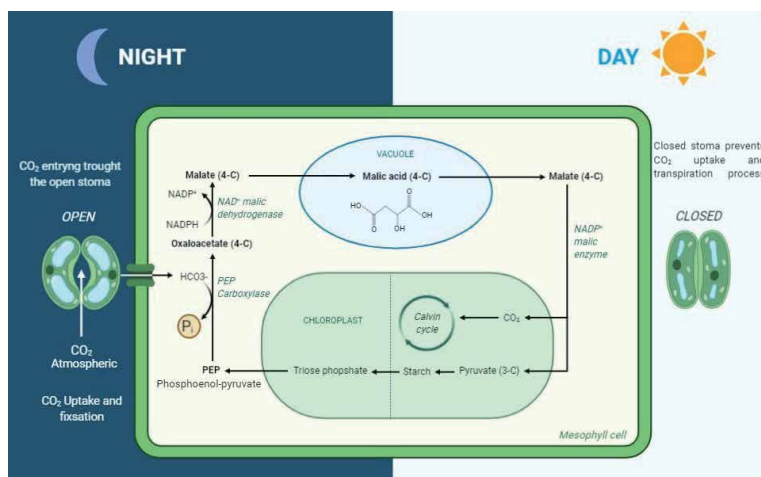 NIGHT
DAY
CO₂ entryng trought
the open stoma
OPEN
CO₂
Atmospheric
CO₂ Uptake and
fixsation
VACUOLE
Malate (4-C)
Malic acid (4-C)
Malate (4-C)
HO
O
O
OH
OH
NADP⁺
NADPH
NAD⁺ malic
dehydrogenase
Oxaloacetate (4-C)
HCO3-
PEP
Carboxylase
Pi
PEP
Phosphoenol-pyruvate
NADP⁺
malic
enzyme
CHLOROPLAST
Calvin
cycle
CO₂
Triose phopshate
Starch
Pyruvate (3-C)
Mesophyll cell
Closed stoma prevents
CO₂ uptake and
transpiration process
CLOSED